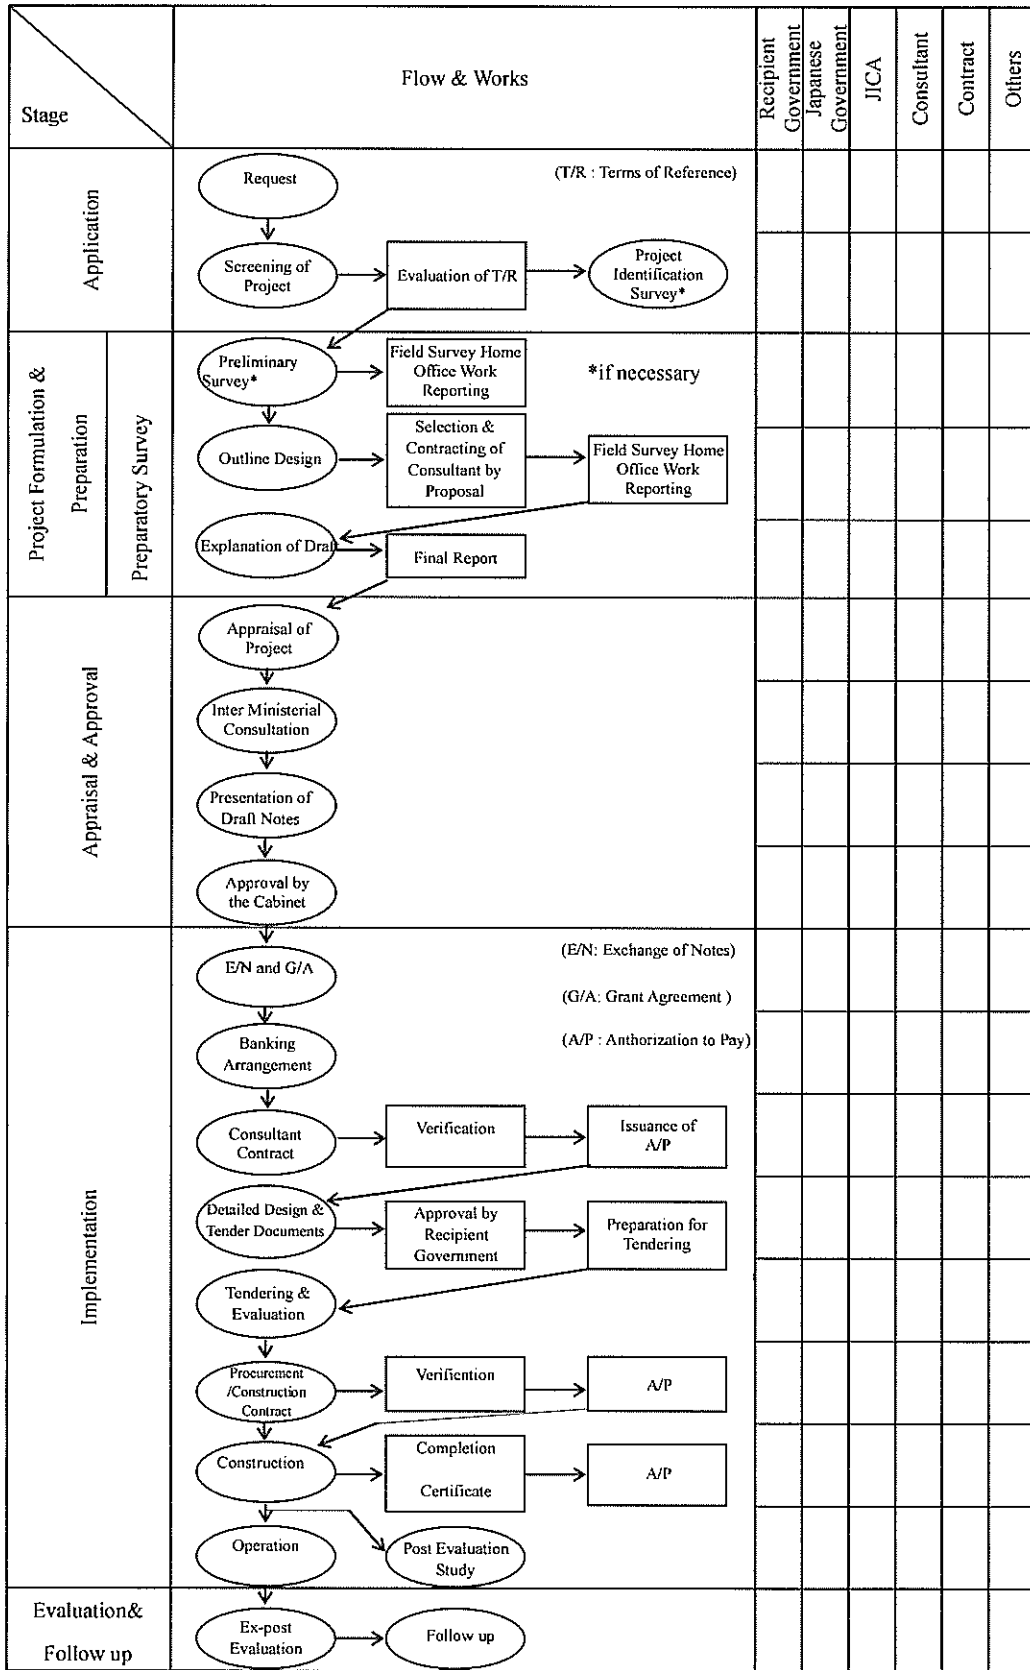 Stage
Flow & Works
Recipient
Government
Japanese
Government
JICA
Consultant
Contract
Others
Application
Request
(T/R : Terms of Reference)
Screening of
Project
Evaluation of T/R
Project
Identification
Survey*
Project Formulation &
Preparation
Preparatory Survey
Preliminary
Survey*
Field Survey Home
Office Work
Reporting
*if necessary
Outline Design
Selection &
Contracting of
Consultant by
Proposal
Field Survey Home
Office Work
Reporting
Explanation of Draft
Final Report
Appraisal & Approval
Appraisal of
Project
Inter Ministerial
Consultation
Presentation of
Draft Notes
Approval by
the Cabinet
Implementation
E/N and G/A
(E/N: Exchange of Notes)
(G/A: Grant Agreement )
Banking
Arrangement
(A/P : Anthorization to Pay)
Consultant
Contract
Verification
Issuance of
A/P
Detailed Design &
Tender Documents
Approval by
Recipient
Government
Preparation for
Tendering
Tendering &
Evaluation
Procurement
/Construction
Contract
Verification
A/P
Construction
Completion
Certificate
A/P
Operation
Post Evaluation
Study
Evaluation&
Follow up
Ex-post
Evaluation
Follow up